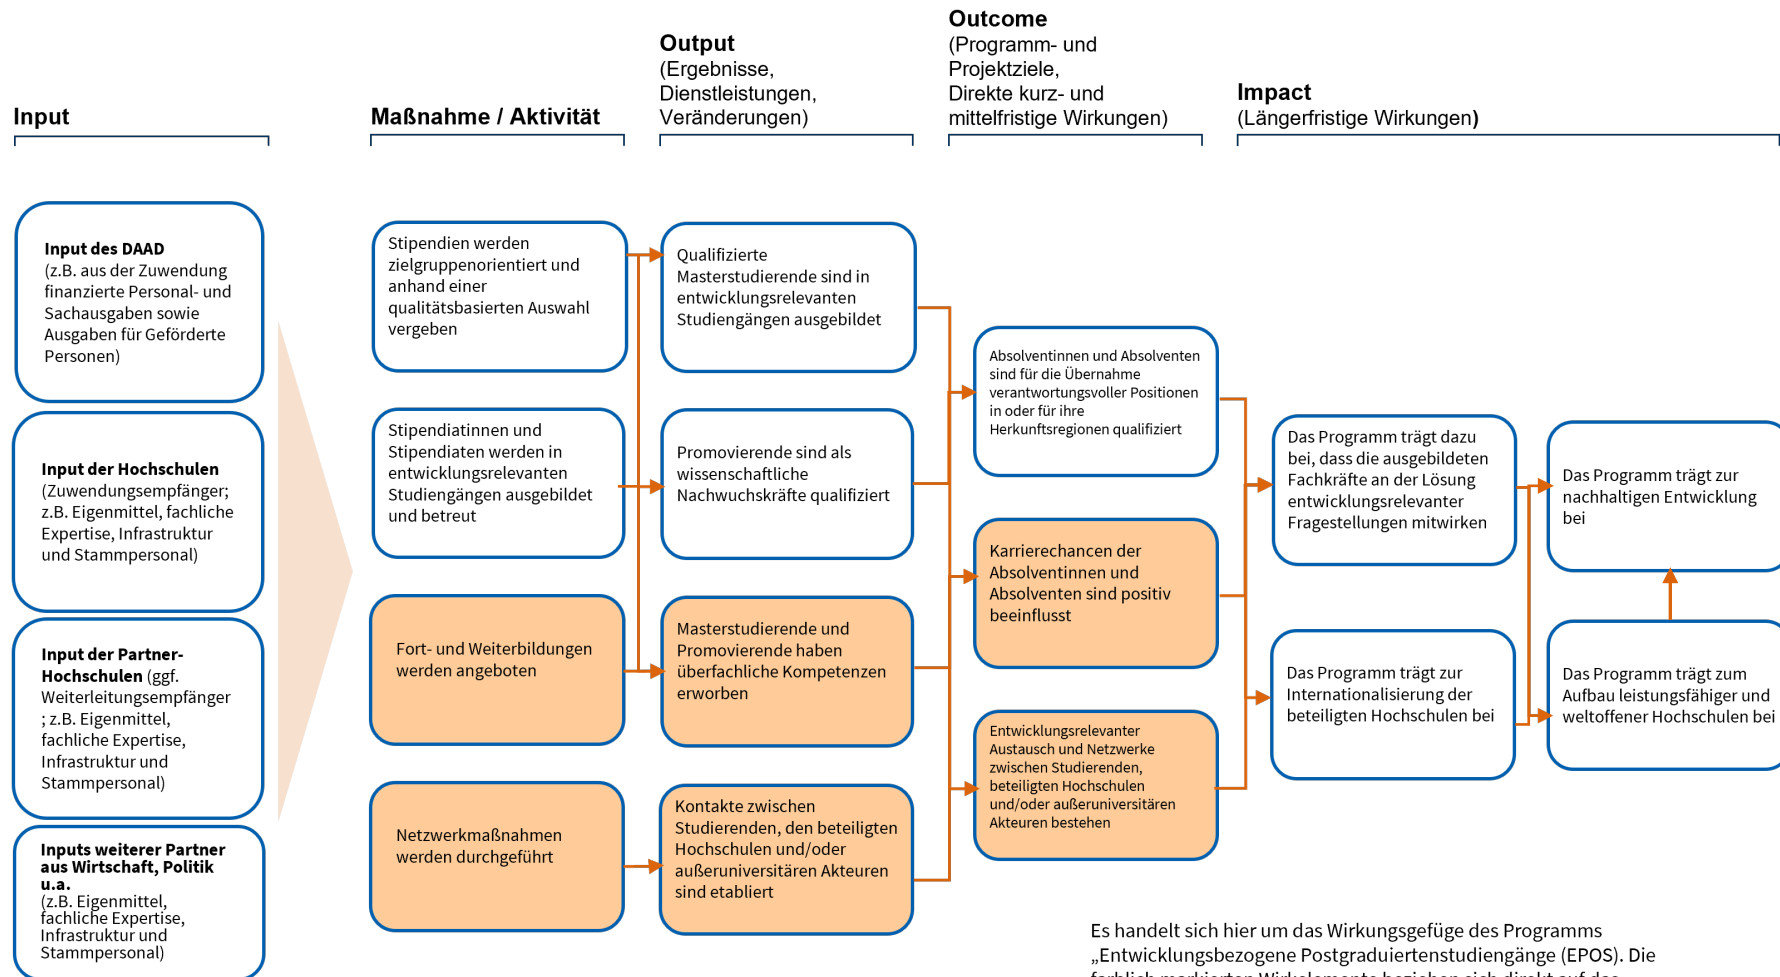 Input
Maßnahme / Aktivität
Output
(Ergebnisse,
Dienstleistungen,
Veränderungen)
Outcome
(Programm- und
Projektziele,
Direkte kurz- und
mittelfristige Wirkungen)
Impact
(Längerfristige Wirkungen)
Input des DAAD
(z.B. aus der Zuwendung
finanzierte Personal- und
Sachausgaben sowie
Ausgaben für Geförderte
Personen)
Input der Hochschulen
(Zuwendungsempfänger;
z.B. Eigenmittel, fachliche
Expertise, Infrastruktur
und Stammpersonal)
Input der Partner-
Hochschulen (ggf.
Weiterleitungsempfänger
; z.B. Eigenmittel,
fachliche Expertise,
Infrastruktur und
Stammpersonal)
Inputs weiterer Partner
aus Wirtschaft, Politik
u.a.
(z.B. Eigenmittel,
fachliche Expertise,
Infrastruktur und
Stammpersonal)
Stipendien werden
zielgruppenorientiert und
anhand einer
qualitätsbasierten Auswahl
vergeben
Stipendiatinnen und
Stipendiaten werden in
entwicklungsrelevanten
Studiengängen ausgebildet
und betreut
Fort- und Weiterbildungen
werden angeboten
Netzwerkmaßnahmen
werden durchgeführt
Qualifizierte
Masterstudierende sind in
entwicklungsrelevanten
Studiengängen ausgebildet
Promovierende sind als
wissenschaftliche
Nachwuchskräfte qualifiziert
Masterstudierende und
Promovierende haben
überfachliche Kompetenzen
erworben
Kontakte zwischen
Studierenden, den beteiligten
Hochschulen und/oder
außeruniversitären Akteuren
sind etabliert
Absolventinnen und Absolventen
sind für die Übernahme
verantwortungsvoller Positionen
in oder für ihre
Herkunftsregionen qualifiziert
Karrierechancen der
Absolventinnen und
Absolventen sind positiv
beeinflusst
Entwicklungsrelevanter
Austausch und Netzwerke
zwischen Studierenden,
beteiligten Hochschulen
und/oder außeruniversitären
Akteuren bestehen
Das Programm trägt dazu
bei, dass die ausgebildeten
Fachkräfte an der Lösung
entwicklungsrelevanter
Fragestellungen mitwirken
Das Programm trägt zur
Internationalisierung der
beteiligten Hochschulen bei
Das Programm trägt zur
nachhaltigen Entwicklung
bei
Das Programm trägt zum
Aufbau leistungsfähiger und
weltoffener Hochschulen bei
Es handelt sich hier um das Wirkungsgefüge des Programms
„Entwicklungsbezogene Postgraduiertenstudiengänge (EPOS). Die
farblich markierten Wirkelemente beziehen sich direkt auf das